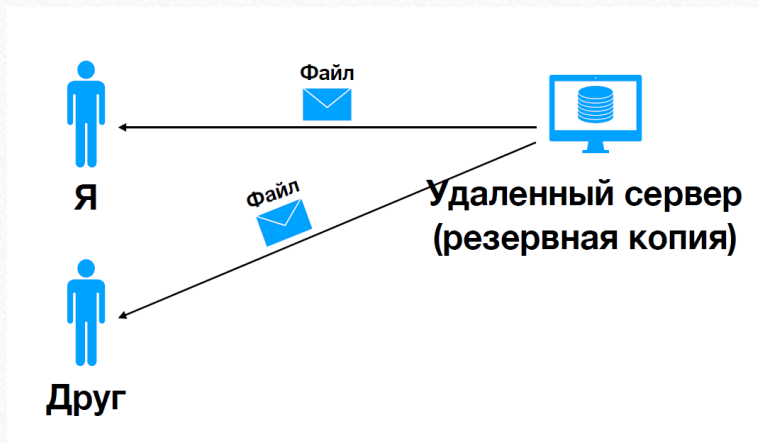 Файл
Я
Файл
Удаленный сервер
(резервная копия)
Друг